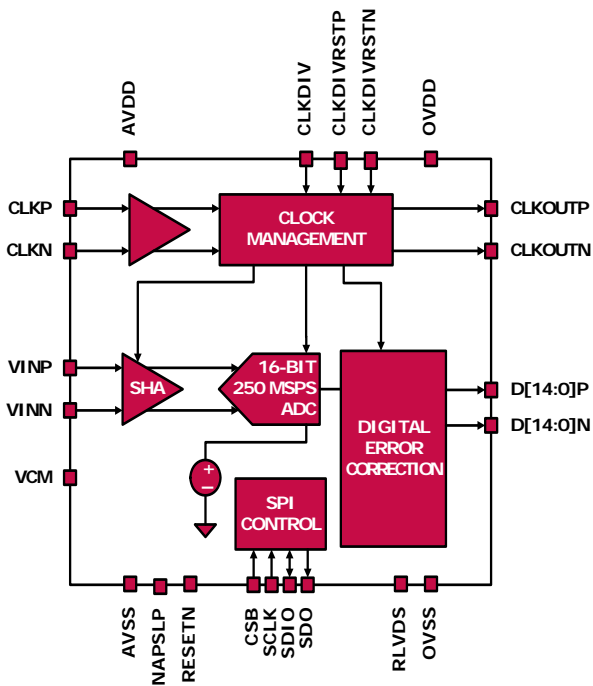 AVDD
CLKDIV
CLKDIVRSTP
CLKDIVRSTN
OVDD
CLKP
CLKN
CLOCK
MANAGEMENT
CLKOUTP
CLKOUTN
VINP
VINN
SHA
16-BIT
250 MSPS
ADC
DIGITAL
ERROR
CORRECTION
D[14:0]P
D[14:0]N
VCM
+
–
SPI
CONTROL
AVSS
NAPSLP
RESETN
CSB
SCLK
SDIO
SDO
RLVDS
OVSS